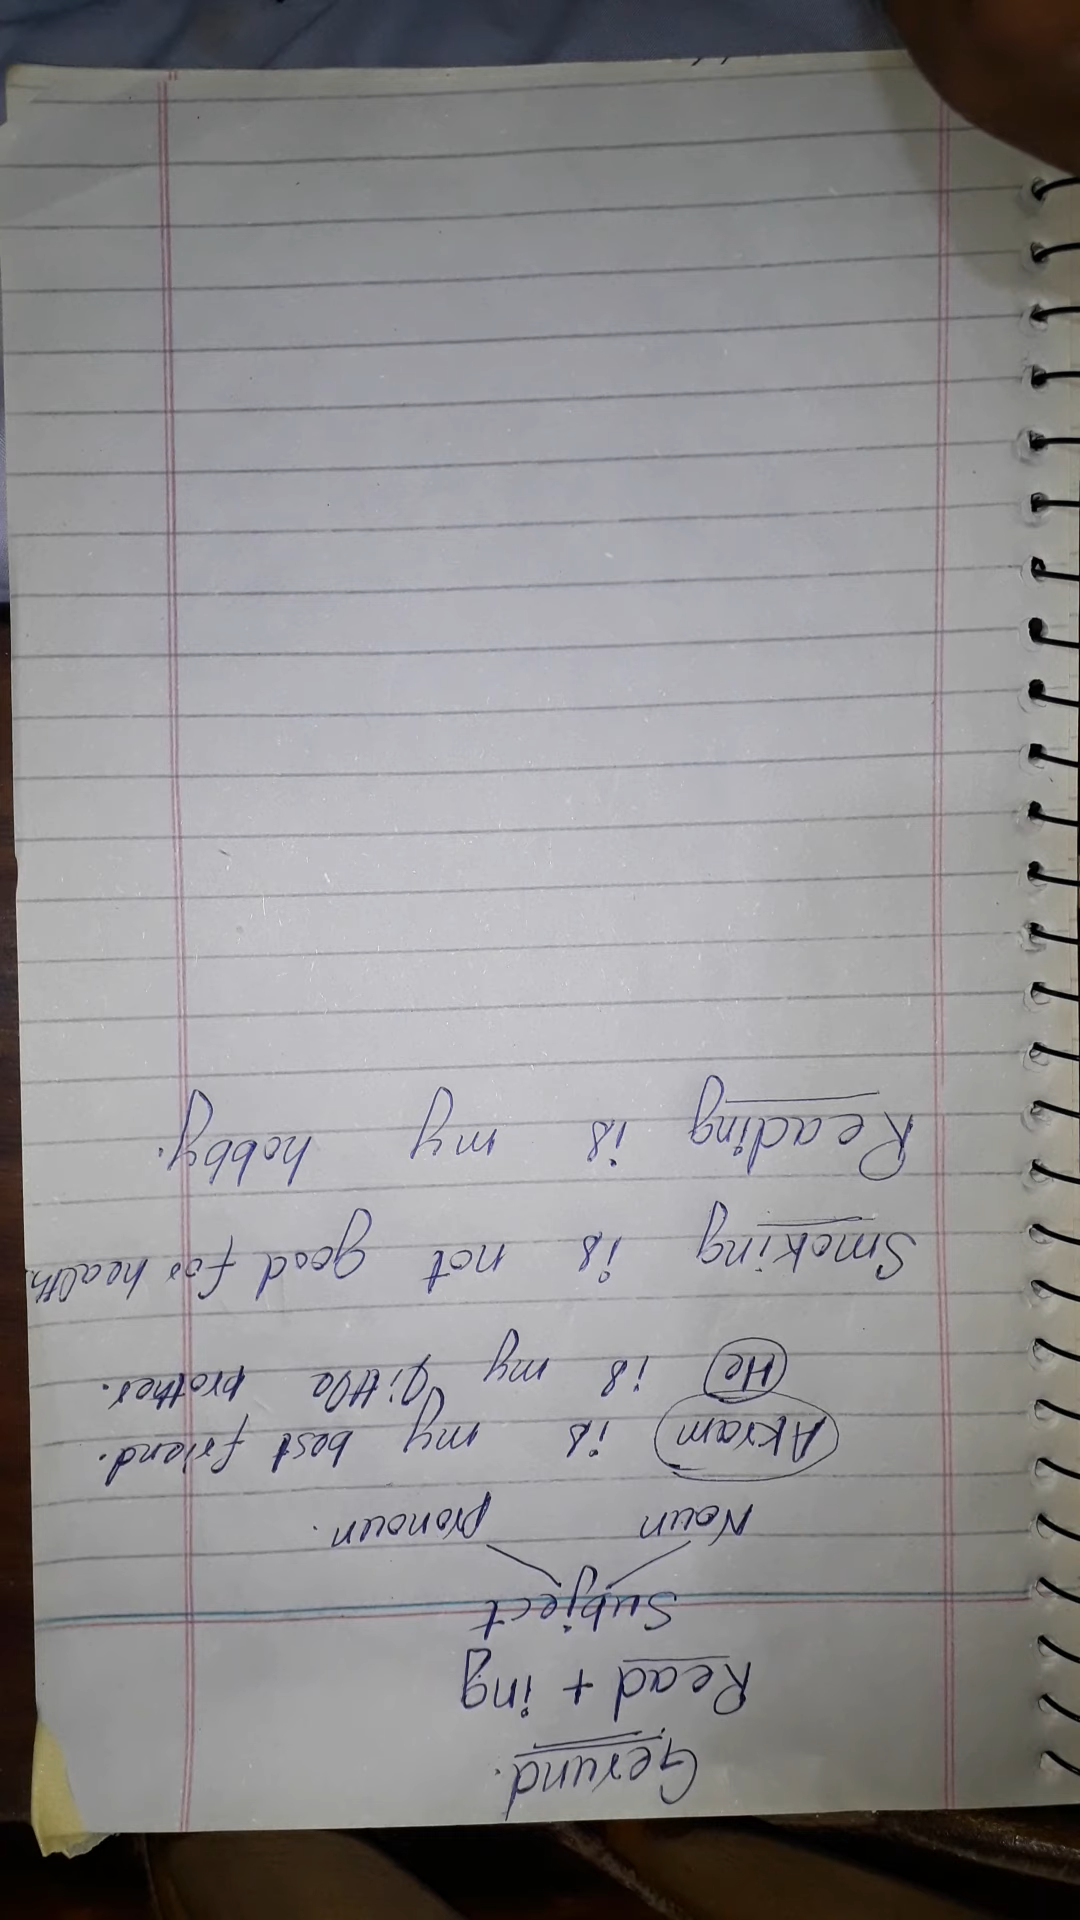 Gerund.
Read + ing
Subject
Noun pronoun.
Akram is my best friend.
He is my little brother.
Smoking is not good for health.
Reading is my hobby.